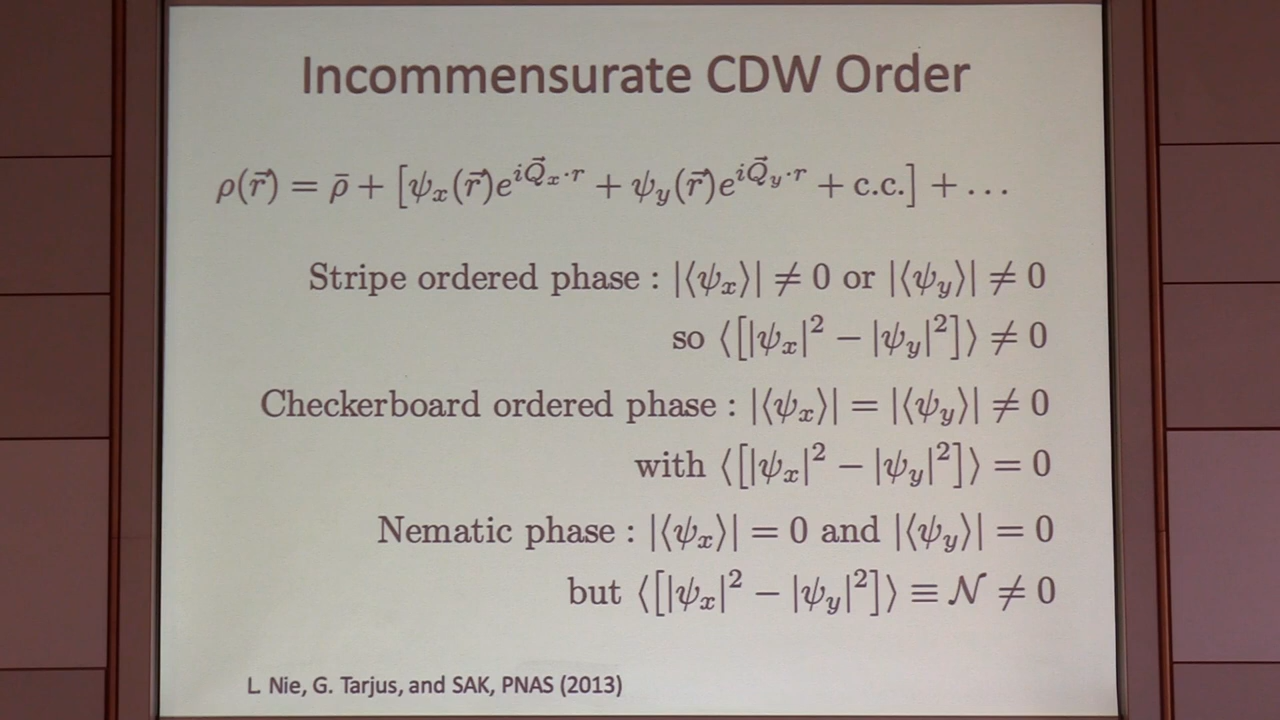 Incommensurate CDW Order
ρ(r⃗) = ρ̄ + [ψ_x(r⃗)e^{iQ⃗_x·r} + ψ_y(r⃗)e^{iQ⃗_y·r} + c.c.] + …
Stripe ordered phase : |⟨ψ_x⟩| ≠ 0 or |⟨ψ_y⟩| ≠ 0
so ⟨[|ψ_x|² − |ψ_y|²]⟩ ≠ 0
Checkerboard ordered phase : |⟨ψ_x⟩| = |⟨ψ_y⟩| ≠ 0
with ⟨[|ψ_x|² − |ψ_y|²]⟩ = 0
Nematic phase : |⟨ψ_x⟩| = 0 and |⟨ψ_y⟩| = 0
but ⟨[|ψ_x|² − |ψ_y|²]⟩ ≡ 𝒩 ≠ 0
L. Nie, G. Tarjus, and SAK, PNAS (2013)